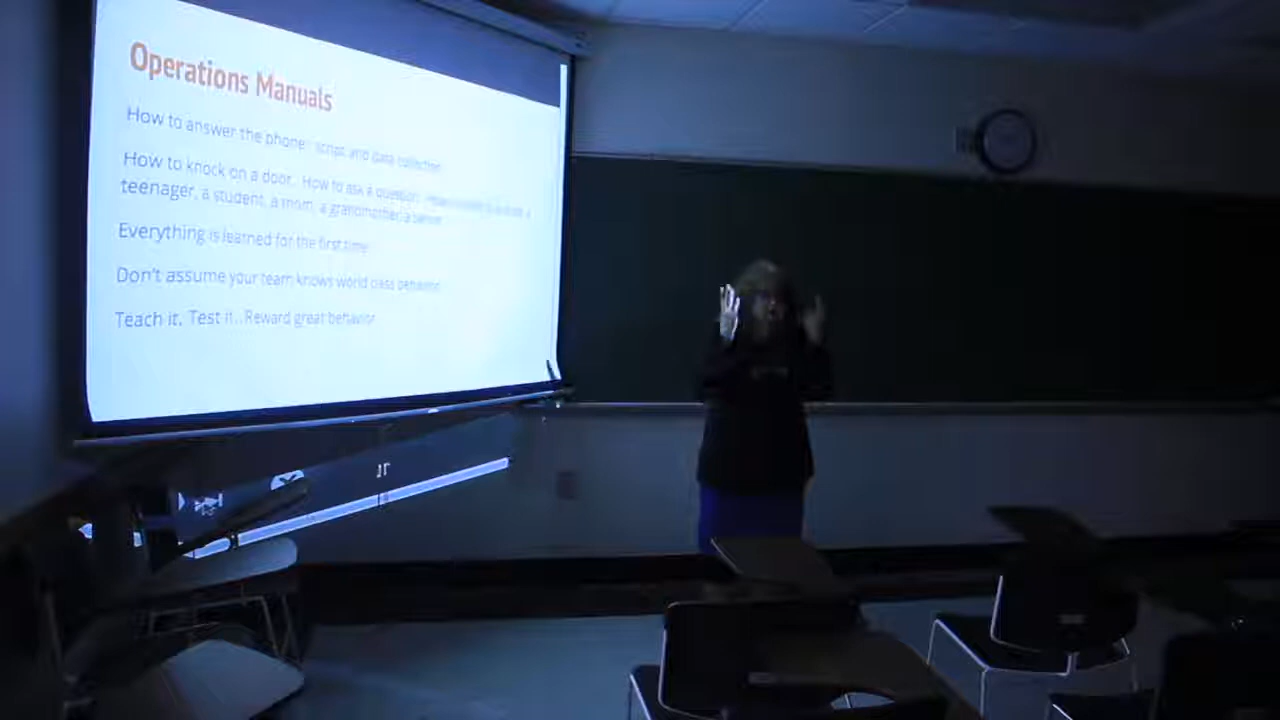 Operations Manuals
How to answer the phone: script and data collection
How to knock on a door. How to ask a question.
teenager, a student, a mom, a grandmother, a
Everything is learned for the first time
Don't assume your team knows world class behavior
Teach it. Test it. Reward great behavior